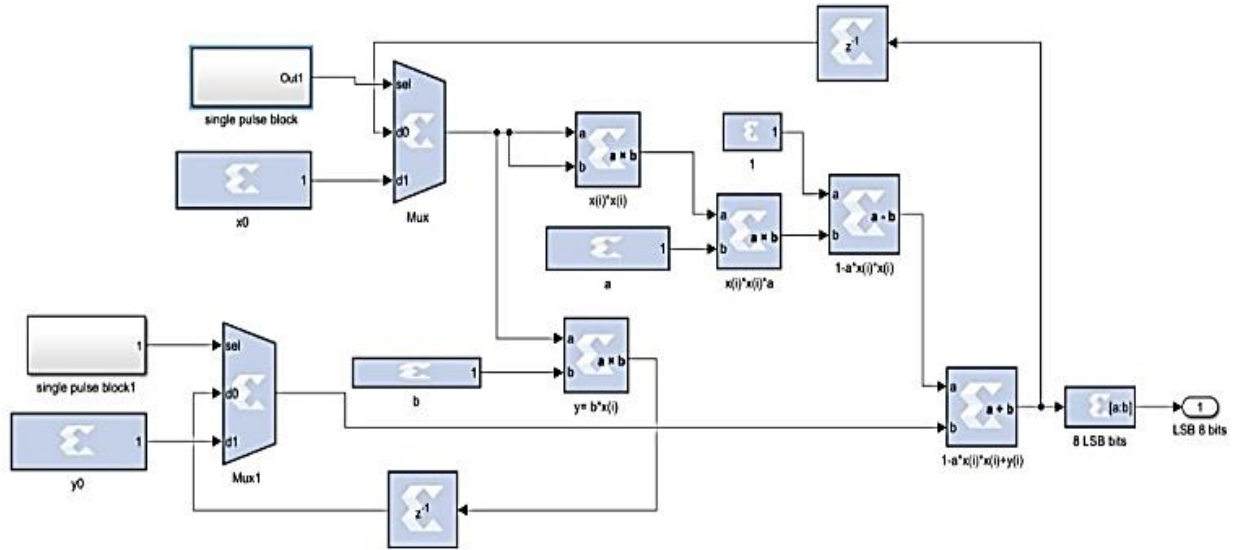 z⁻¹
Out1
single pulse block
sel
d0
d1
Mux
1
x0
a
b
a × b
x(i)*x(i)
1
1
a
b
a × b
x(i)*x(i)*a
a
b
a - b
1-a*x(i)*x(i)
1
a
1
single pulse block1
sel
d0
d1
Mux1
1
y0
1
b
a
b
a × b
y= b*x(i)
z⁻¹
a
b
a + b
1-a*x(i)*x(i)+y(i)
[a:b]
8 LSB bits
1
LSB 8 bits